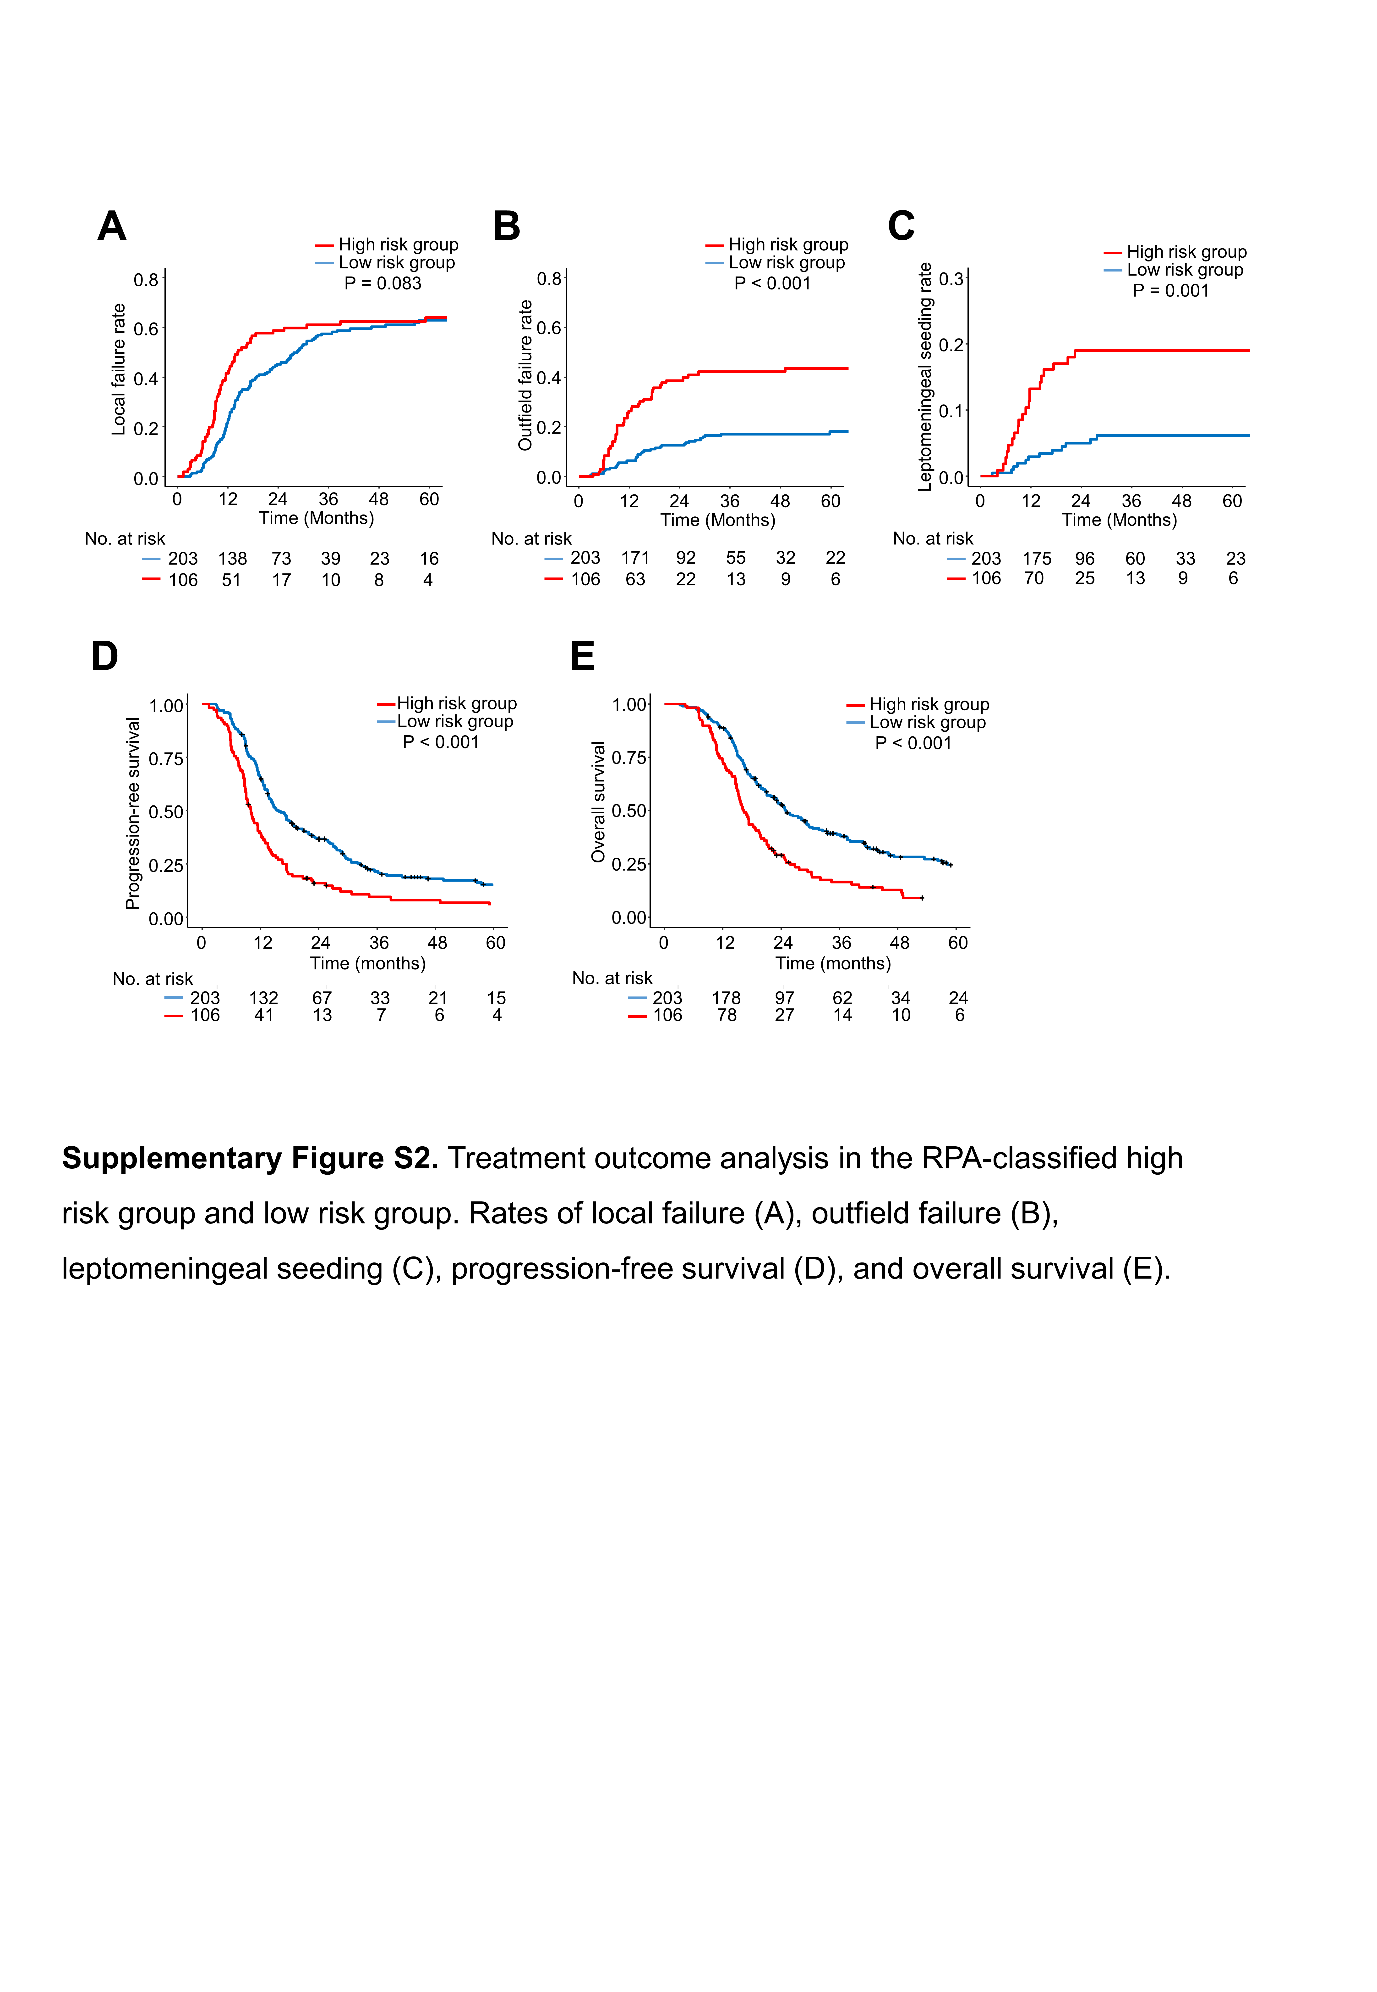 A
High risk group
Low risk group
P = 0.083
Local failure rate
0.8
0.6
0.4
0.2
0.0
0 12 24 36 48 60
Time (Months)
No. at risk
203 138 73 39 23 16
106 51 17 10 8 4
B
High risk group
Low risk group
P < 0.001
Outfield failure rate
0.8
0.6
0.4
0.2
0.0
0 12 24 36 48 60
Time (Months)
No. at risk
203 171 92 55 32 22
106 63 22 13 9 6
C
High risk group
Low risk group
P = 0.001
Leptomeningeal seeding rate
0.3
0.2
0.1
0.0
0 12 24 36 48 60
Time (Months)
No. at risk
203 175 96 60 33 23
106 70 25 13 9 6
D
High risk group
Low risk group
P < 0.001
Progression-ree survival
1.00
0.75
0.50
0.25
0.00
0 12 24 36 48 60
Time (months)
No. at risk
203 132 67 33 21 15
106 41 13 7 6 4
E
High risk group
Low risk group
P < 0.001
Overall survival
1.00
0.75
0.50
0.25
0.00
0 12 24 36 48 60
Time (months)
No. at risk
203 178 97 62 34 24
106 78 27 14 10 6
Supplementary Figure S2. Treatment outcome analysis in the RPA-classified high
risk group and low risk group. Rates of local failure (A), outfield failure (B),
leptomeningeal seeding (C), progression-free survival (D), and overall survival (E).